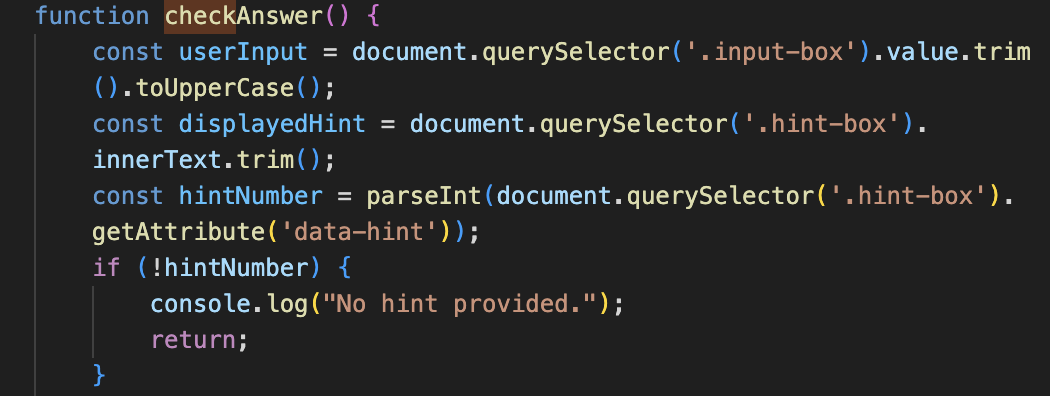 function checkAnswer() {
const userInput = document.querySelector('.input-box').value.trim
().toUpperCase();
const displayedHint = document.querySelector('.hint-box').
innerText.trim();
const hintNumber = parseInt(document.querySelector('.hint-box').
getAttribute('data-hint'));
if (!hintNumber) {
console.log("No hint provided.");
return;
}